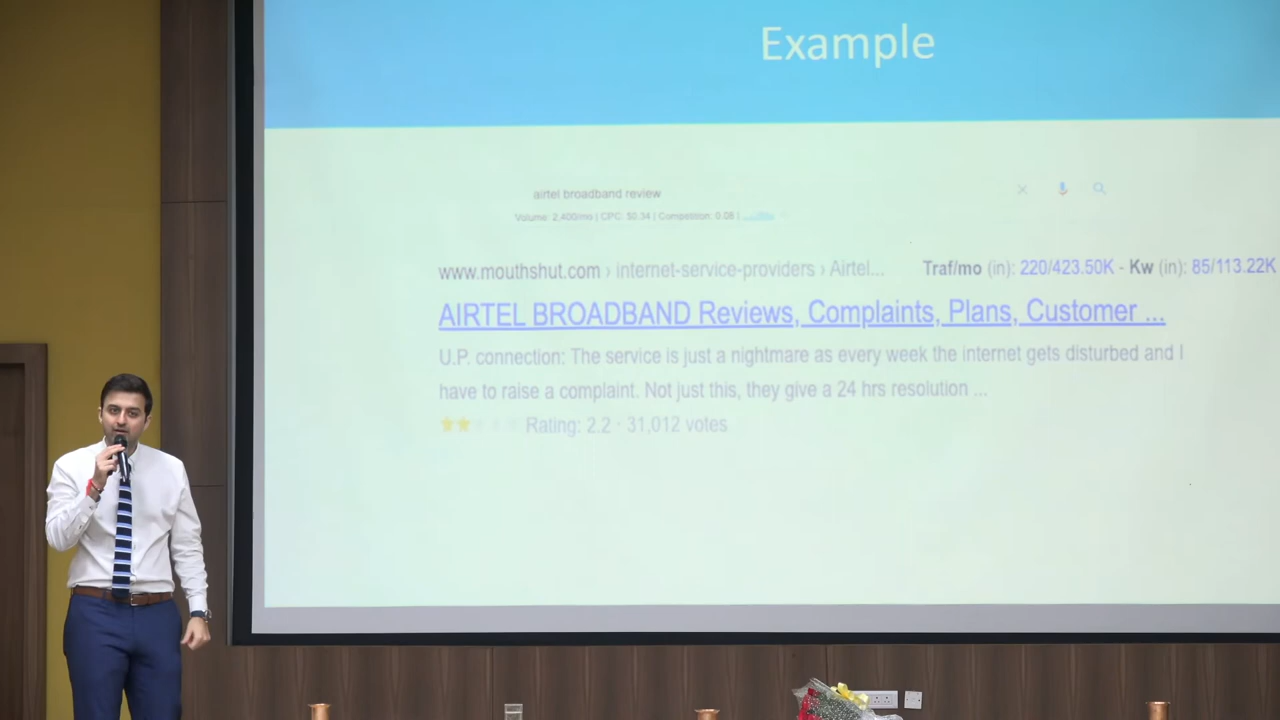 Example
airtel broadband review
Volume: 2,400/mo | CPC: $0.34 | Competition: 0.08 |
www.mouthshut.com › internet-service-providers › Airtel...
Traf/mo (in): 220/423.50K - Kw (in): 85/113.22K
AIRTEL BROADBAND Reviews, Complaints, Plans, Customer ...
U.P. connection: The service is just a nightmare as every week the internet gets disturbed and I
have to raise a complaint. Not just this, they give a 24 hrs resolution ...
Rating: 2.2 · 31,012 votes